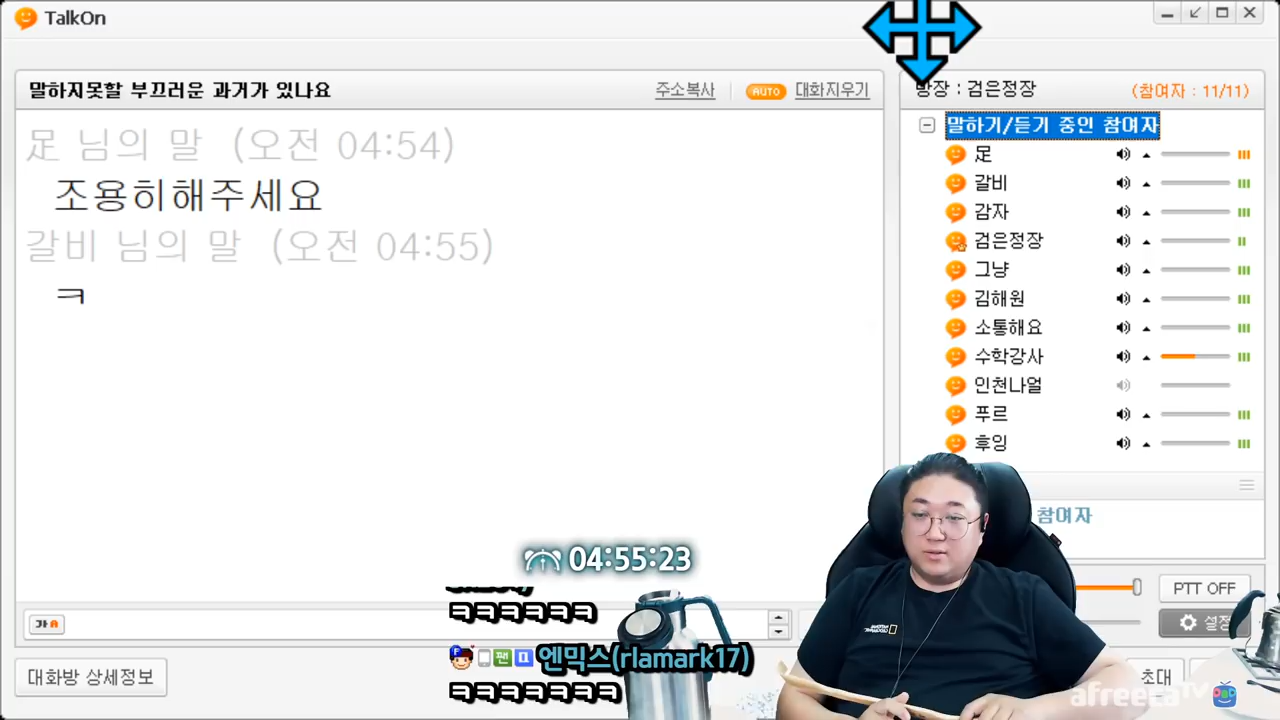 TalkOn
말하지못할 부끄러운 과거가 있나요
주소복사
AUTO
대화지우기
足 님의 말 (오전 04:54)
조용히해주세요
갈비 님의 말 (오전 04:55)
ㅋ
방장 : 검은정장
(참여자 : 11/11)
말하기/듣기 중인 참여자
足
갈비
감자
검은정장
그냥
김해원
소통해요
수학강사
인천나얼
푸르
후잉
참여자
PTT OFF
설정
초대
04:55:23
ㅋㅋㅋㅋㅋㅋ
F 팬 엔믹스(rlamark17)
ㅋㅋㅋㅋㅋㅋㅋ
가A
대화방 상세정보
afreecaTV